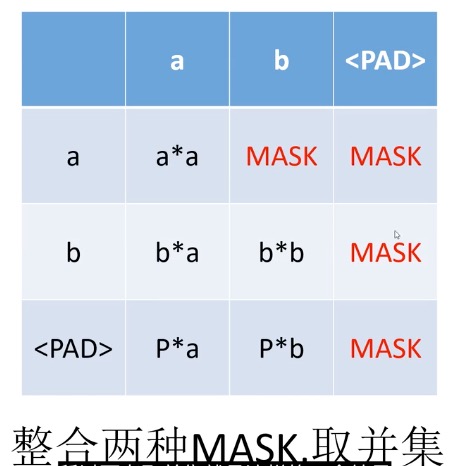 a b <PAD>
a a*a MASK MASK
b b*a b*b MASK
<PAD> P*a P*b MASK
整合两种MASK,取并集